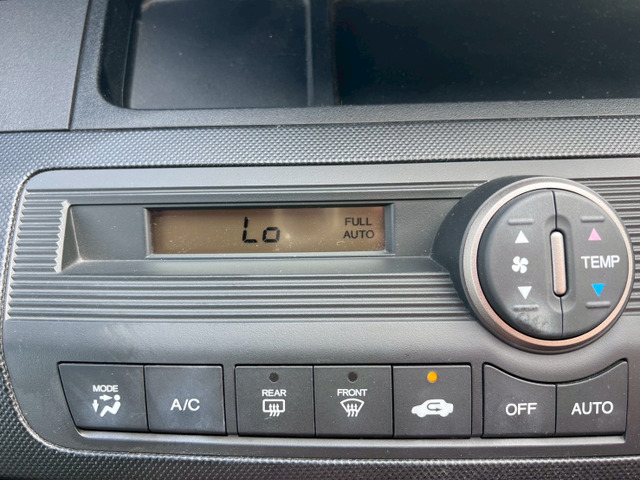 Lo
FULL
AUTO
TEMP
MODE
A/C
REAR
FRONT
OFF
AUTO